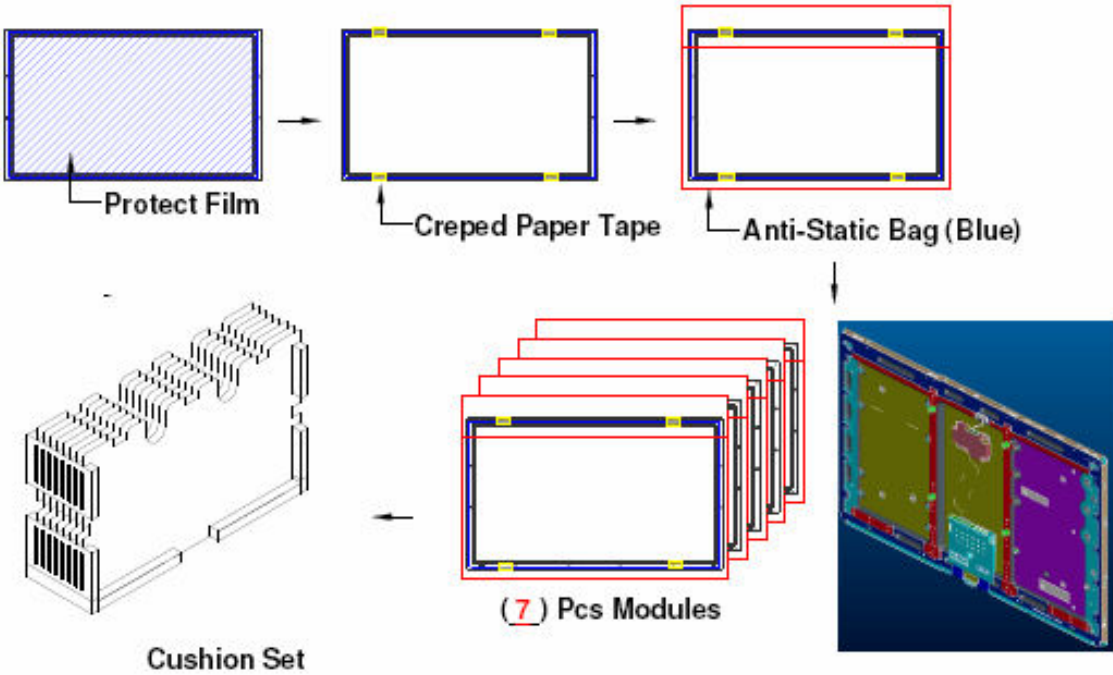 Protect Film
Creped Paper Tape
Anti-Static Bag (Blue)
(7) Pcs Modules
Cushion Set